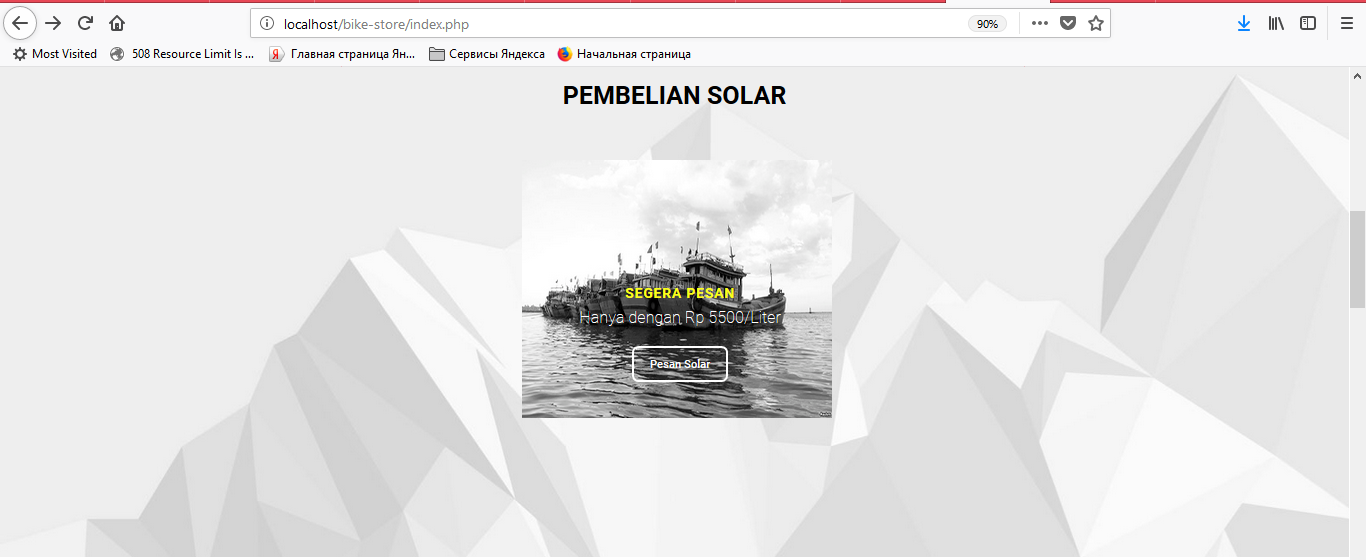 localhost/bike-store/index.php
90%
Most Visited
508 Resource Limit Is ...
Главная страница Ян...
Сервисы Яндекса
Начальная страница
PEMBELIAN SOLAR
SEGERA PESAN
Hanya dengan Rp 5500/Liter
Pesan Solar